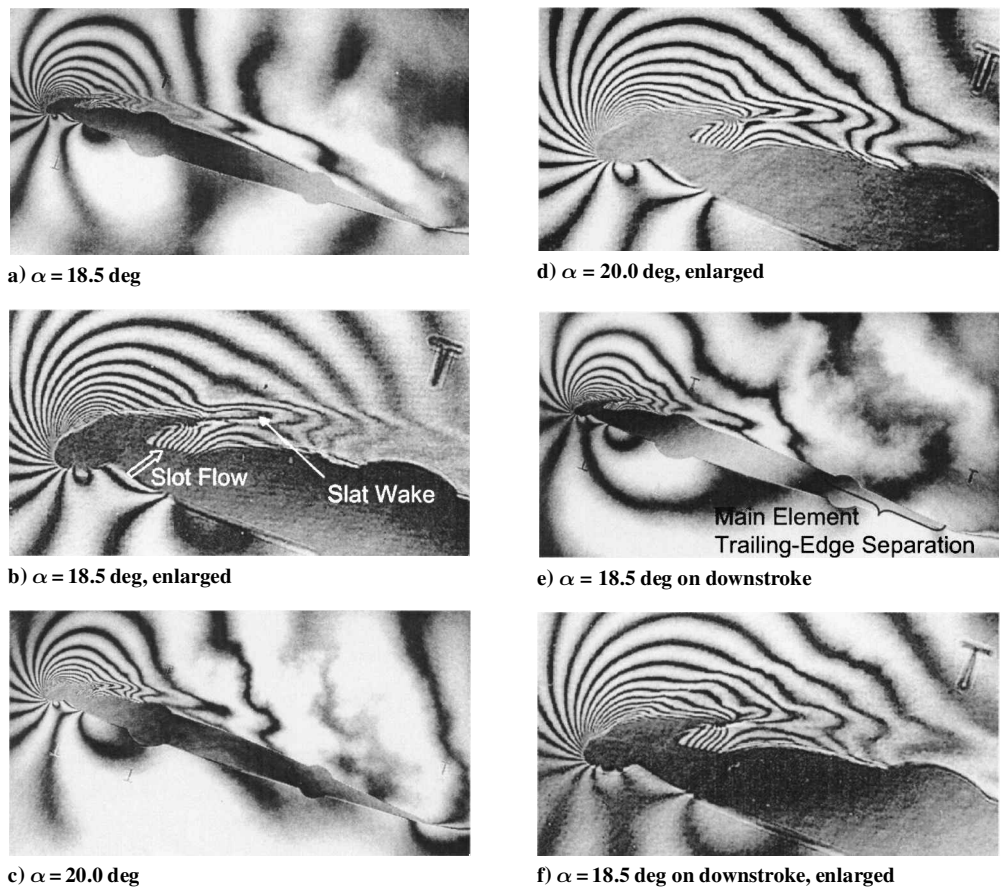 a) α = 18.5 deg
Slot Flow
Slat Wake
b) α = 18.5 deg, enlarged
c) α = 20.0 deg
d) α = 20.0 deg, enlarged
Main Element
Trailing-Edge Separation
e) α = 18.5 deg on downstroke
f) α = 18.5 deg on downstroke, enlarged